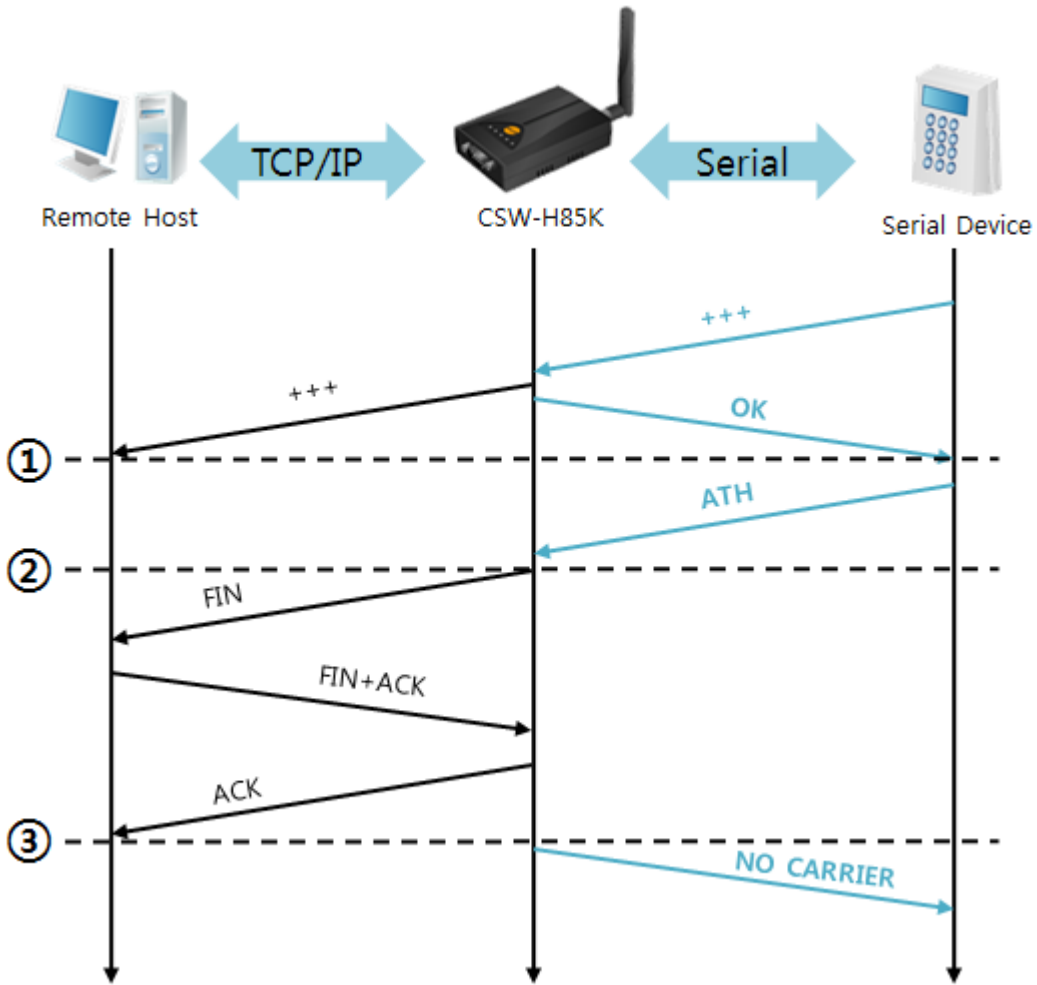 TCP/IP
Serial
Remote Host
CSW-H85K
Serial Device
+++
+++
OK
①
ATH
②
FIN
FIN+ACK
ACK
③
NO CARRIER